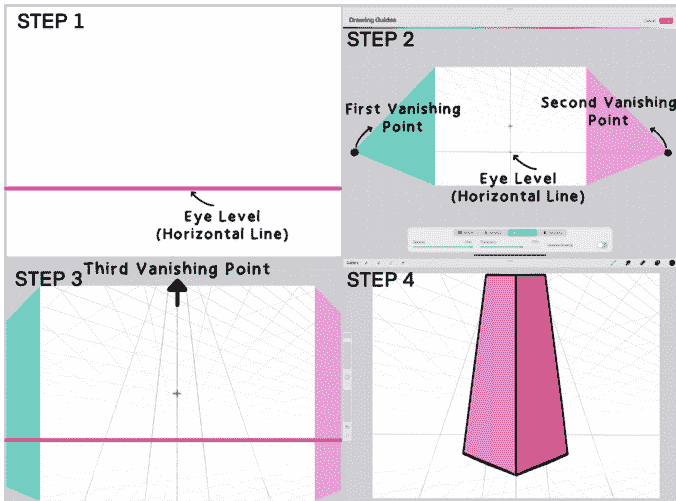 STEP 1
Eye Level
(Horizontal Line)
Drawing Guides
STEP 2
First Vanishing
Point
Second Vanishing
Point
Eye Level
(Horizontal Line)
STEP 3
Third Vanishing Point
STEP 4